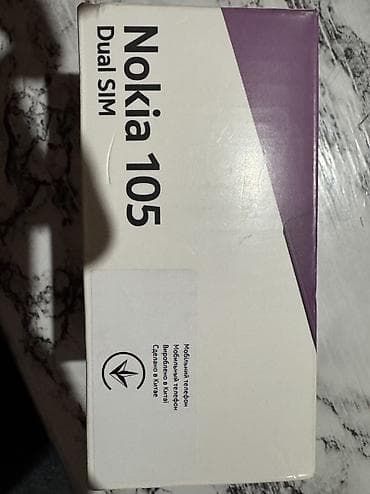 Nokia 105
Dual SIM
Мобільний телефон
Мобильный телефон
Вироблено в Китаї
Сделано в Китае